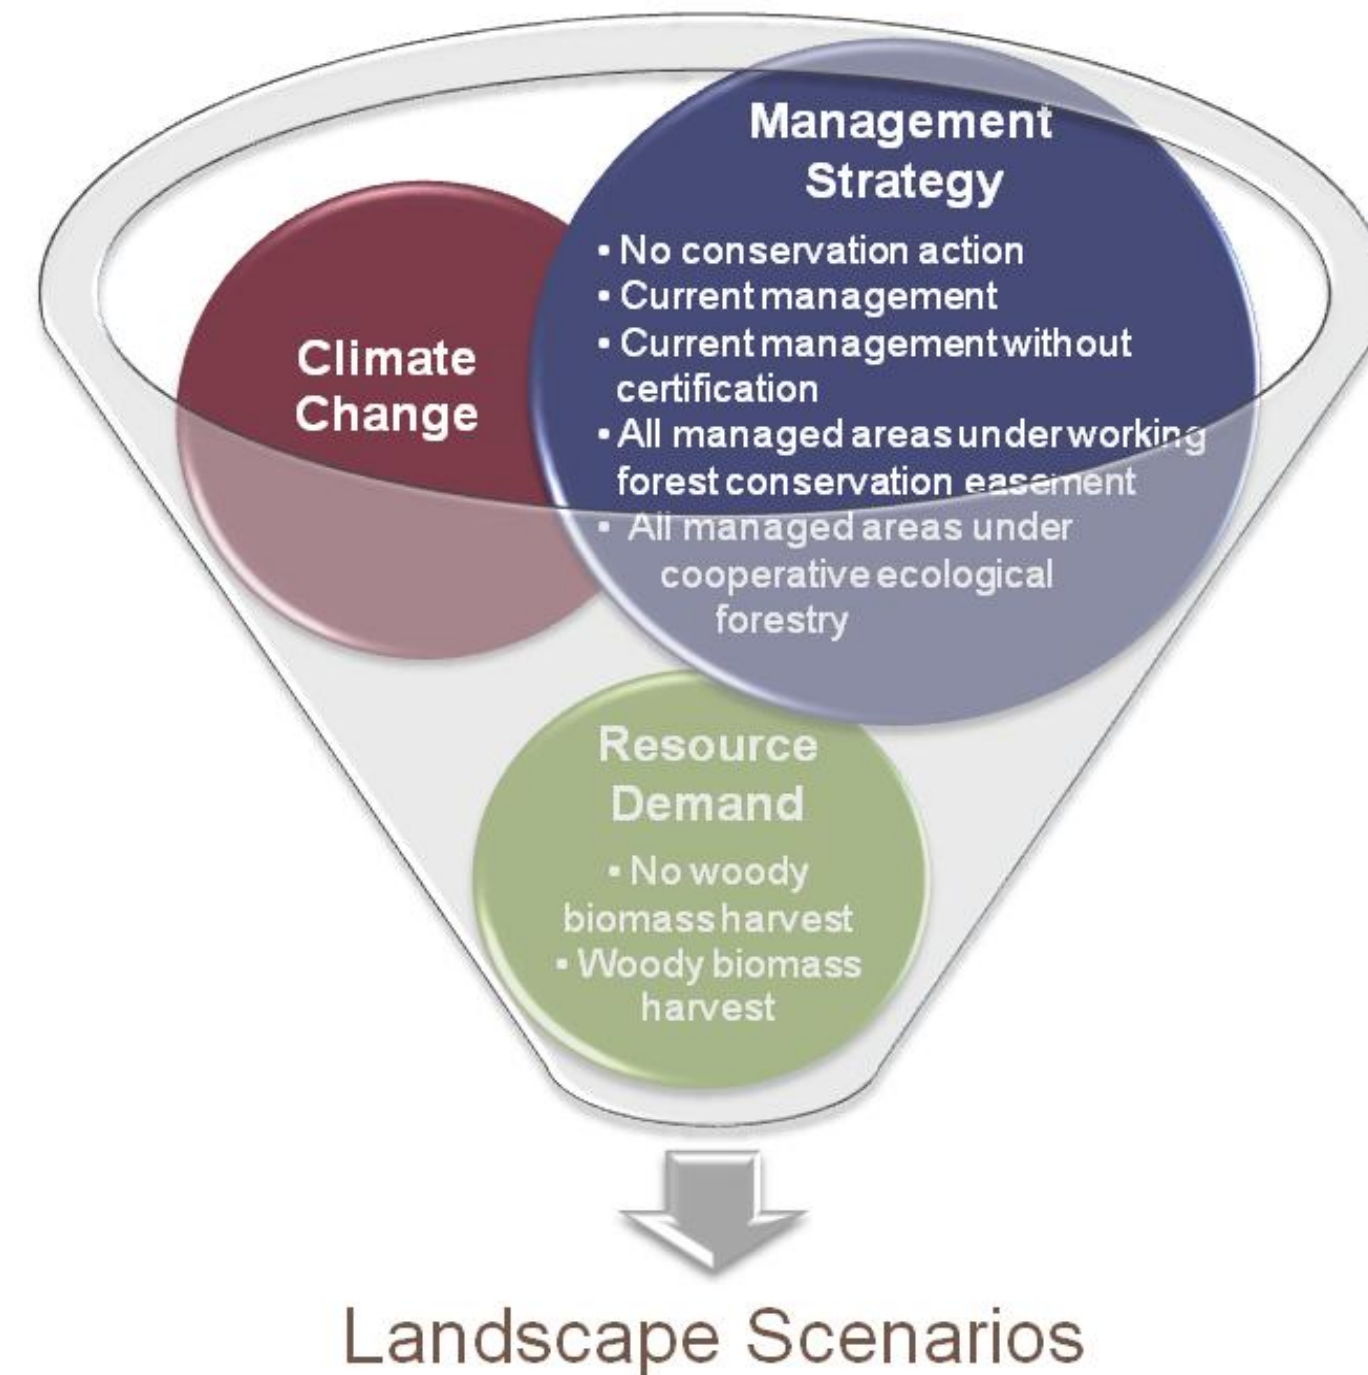 Management
Strategy
▪ No conservation action
▪ Current management
▪ Current management without
certification
▪ All managed areas under working
forest conservation easement
▪ All managed areas under
cooperative ecological
forestry
Climate
Change
Resource
Demand
▪ No woody
biomass harvest
▪ Woody biomass
harvest
Landscape Scenarios